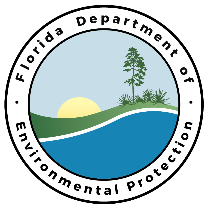 Florida Department of
Environmental Protection